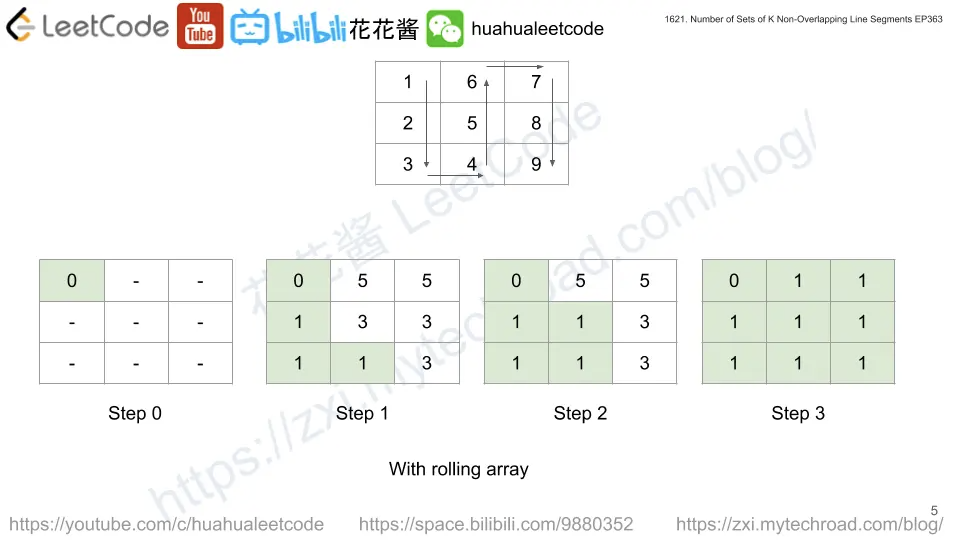 LeetCode You Tube bilibili 花花酱 huahualeetcode
1621. Number of Sets of K Non-Overlapping Line Segments EP363
1 6 7
2 5 8
3 4 9
花花酱 LeetCode
https://zxi.mytechroad.com/blog/
0 - -
- - -
- - -
Step 0
0 5 5
1 3 3
1 1 3
Step 1
0 5 5
1 1 3
1 1 3
Step 2
0 1 1
1 1 1
1 1 1
Step 3
With rolling array
5
https://youtube.com/c/huahualeetcode https://space.bilibili.com/9880352 https://zxi.mytechroad.com/blog/